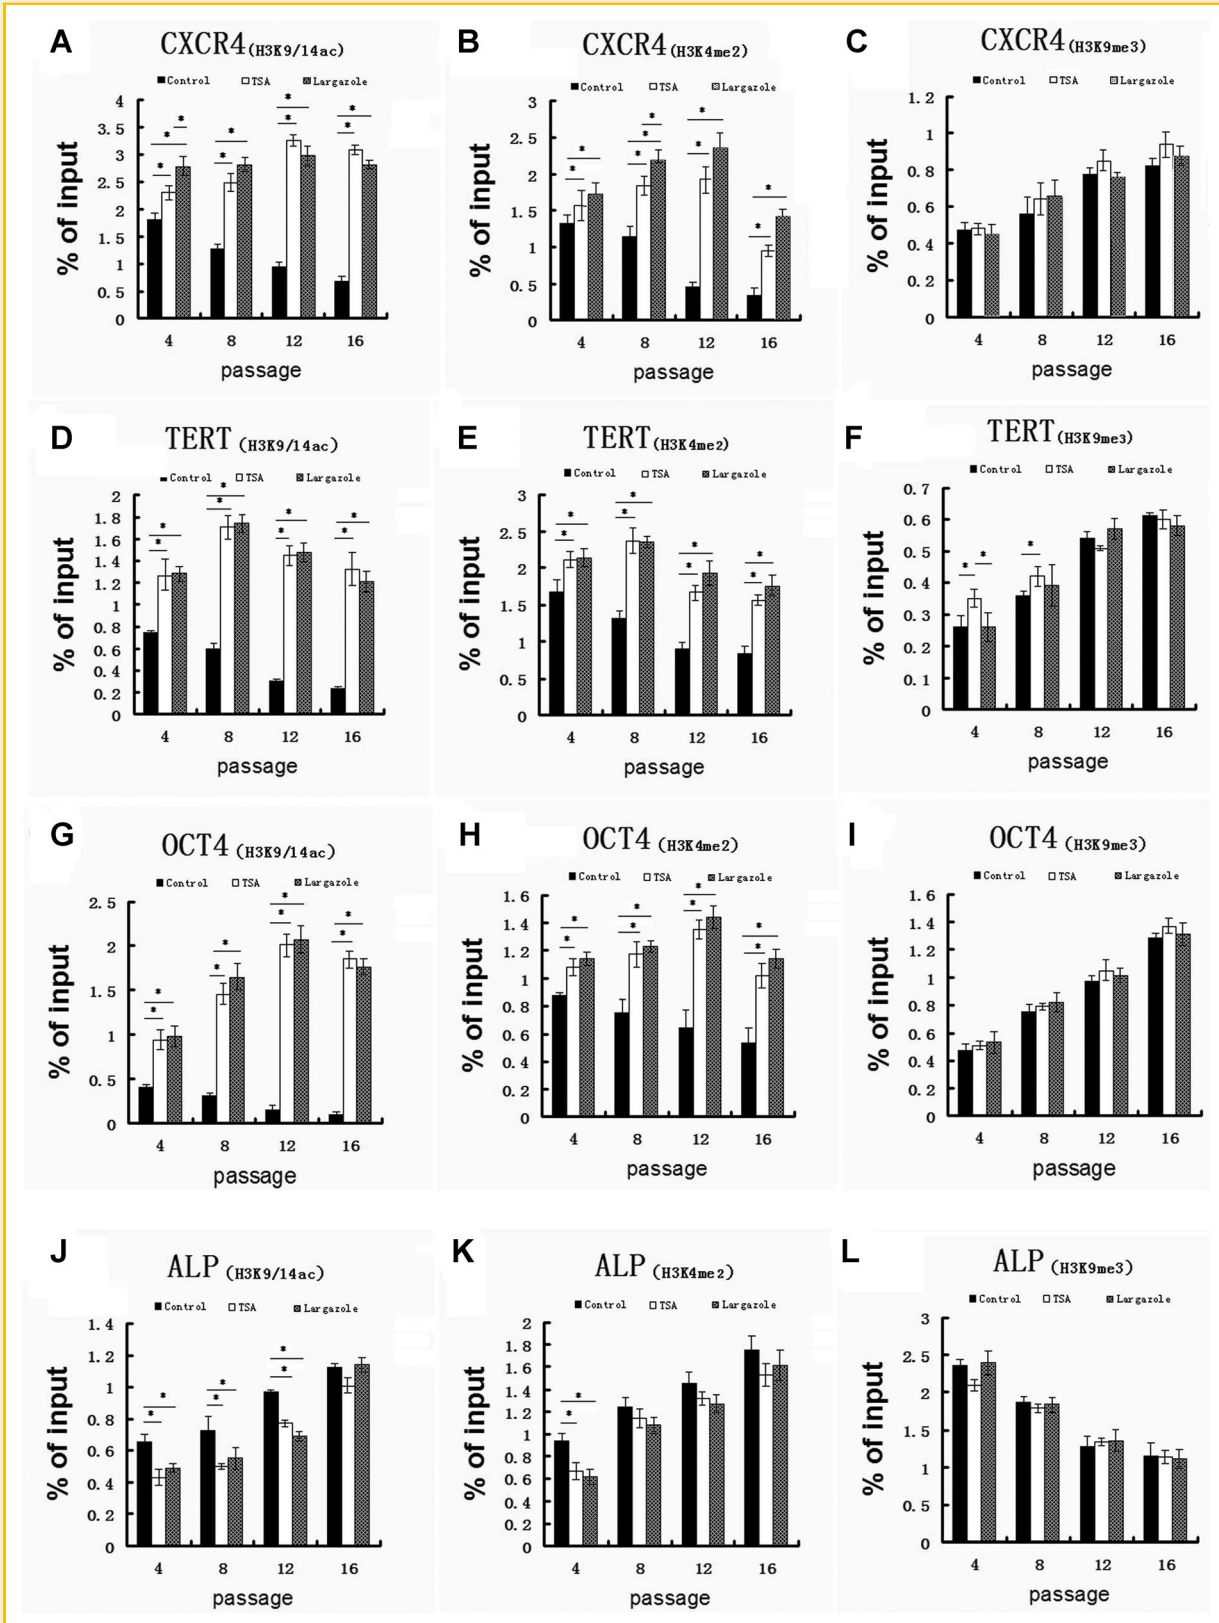 A
CXCR4(H3K9/14ac)
Control TSA Largazole
* * * * * * * * * *
4
3.5
3
2.5
2
1.5
1
0.5
0
% of input
4 8 12 16
passage
B
CXCR4(H3K4me2)
Control TSA Largazole
* * * * * * * * *
3
2.5
2
1.5
1
0.5
0
% of input
4 8 12 16
passage
C
CXCR4(H3K9me3)
Control TSA Largazole
1.2
1
0.8
0.6
0.4
0.2
0
% of input
4 8 12 16
passage
D
TERT(H3K9/14ac)
Control TSA Largazole
* * * * * * * *
2
1.8
1.6
1.4
1.2
1
0.8
0.6
0.4
0.2
0
% of input
4 8 12 16
passage
E
TERT(H3K4me2)
Control TSA Largazole
* * * * * * * *
3
2.5
2
1.5
1
0.5
0
% of input
4 8 12 16
passage
F
TERT(H3K9me3)
Control TSA Largazole
* * *
0.7
0.6
0.5
0.4
0.3
0.2
0.1
0
% of input
4 8 12 16
passage
G
OCT4 (H3K9/14ac)
Control TSA Largazole
* * * * * * * *
2.5
2
1.5
1
0.5
0
% of input
4 8 12 16
passage
H
OCT4 (H3K4me2)
Control TSA Largazole
* * * * * * * *
1.6
1.4
1.2
1
0.8
0.6
0.4
0.2
0
% of input
4 8 12 16
passage
I
OCT4 (H3K9me3)
Control TSA Largazole
1.6
1.4
1.2
1
0.8
0.6
0.4
0.2
0
% of input
4 8 12 16
passage
J
ALP (H3K9/14ac)
Control TSA Largazole
* * * * * *
1.4
1.2
1
0.8
0.6
0.4
0.2
0
% of input
4 8 12 16
passage
K
ALP (H3K4me2)
Control TSA Largazole
* *
2
1.8
1.6
1.4
1.2
1
0.8
0.6
0.4
0.2
0
% of input
4 8 12 16
passage
L
ALP (H3K9me3)
Control TSA Largazole
3
2.5
2
1.5
1
0.5
0
% of input
4 8 12 16
passage